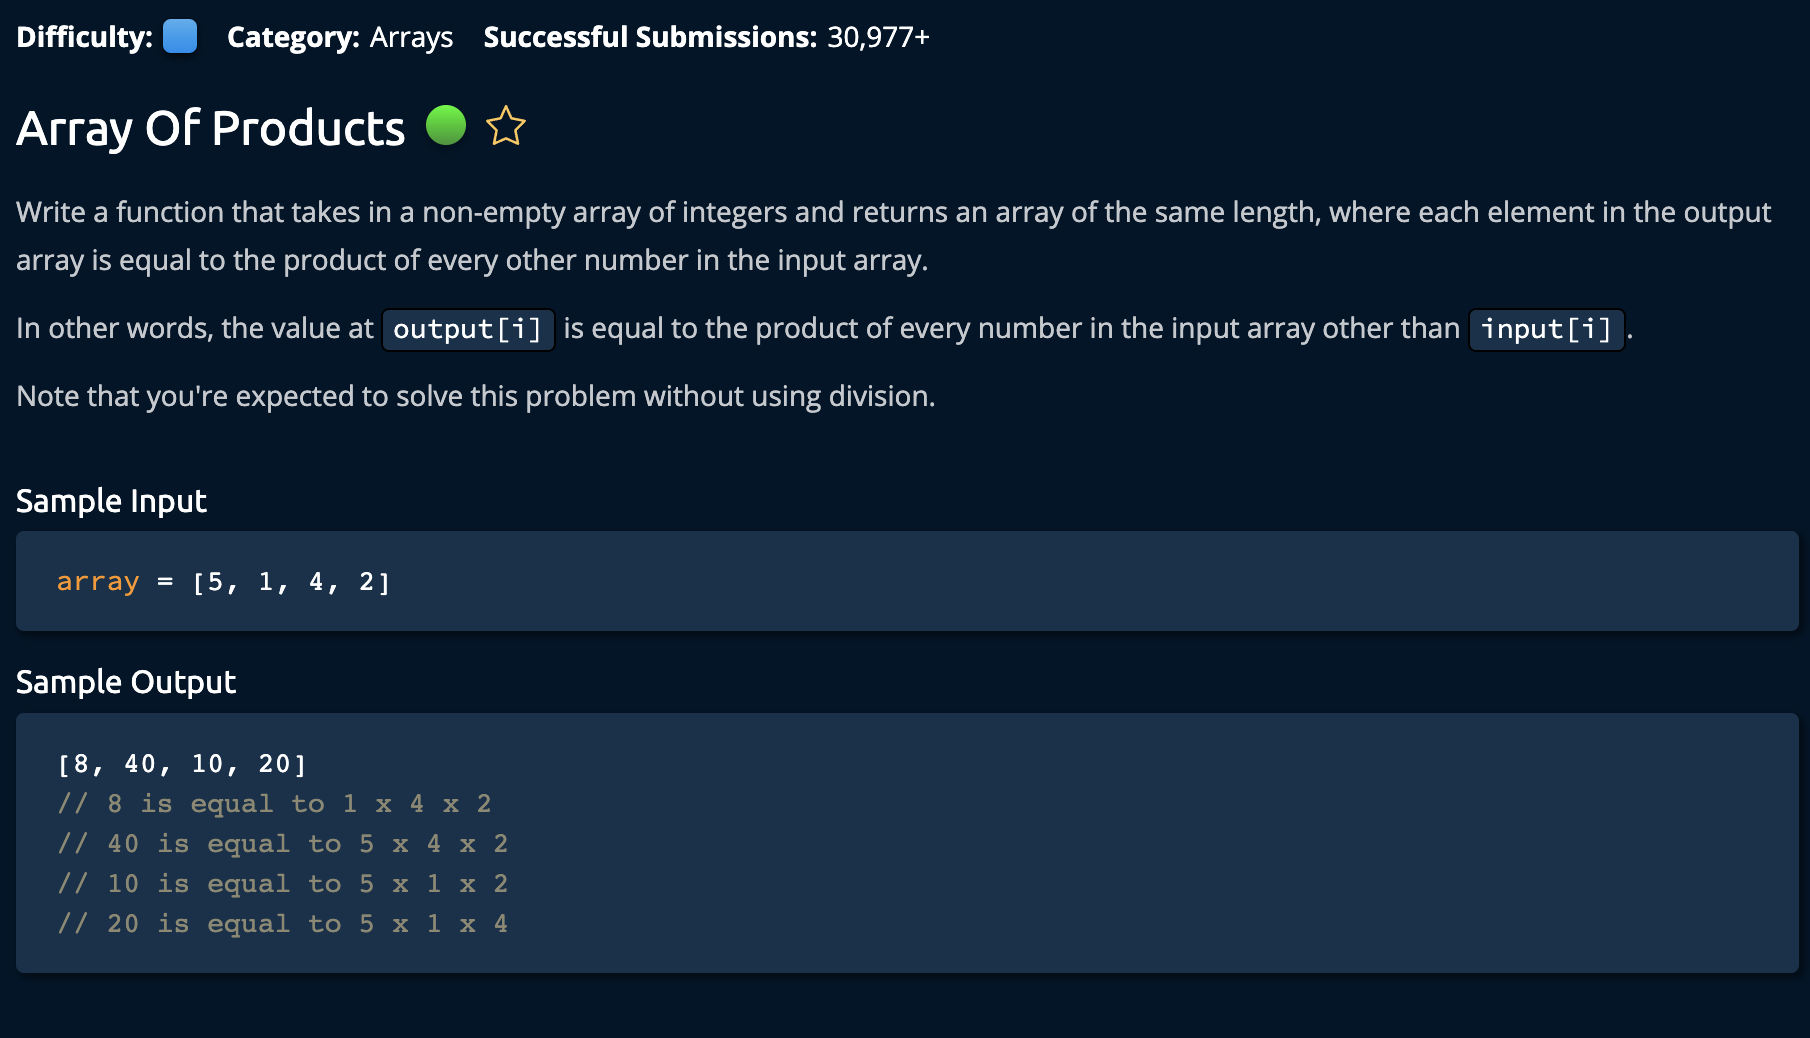 Difficulty: Category: Arrays Successful Submissions: 30,977+
Array Of Products
Write a function that takes in a non-empty array of integers and returns an array of the same length, where each element in the output
array is equal to the product of every other number in the input array.
In other words, the value at output[i] is equal to the product of every number in the input array other than input[i].
Note that you're expected to solve this problem without using division.
Sample Input
array = [5, 1, 4, 2]
Sample Output
[8, 40, 10, 20]
// 8 is equal to 1 x 4 x 2
// 40 is equal to 5 x 4 x 2
// 10 is equal to 5 x 1 x 2
// 20 is equal to 5 x 1 x 4